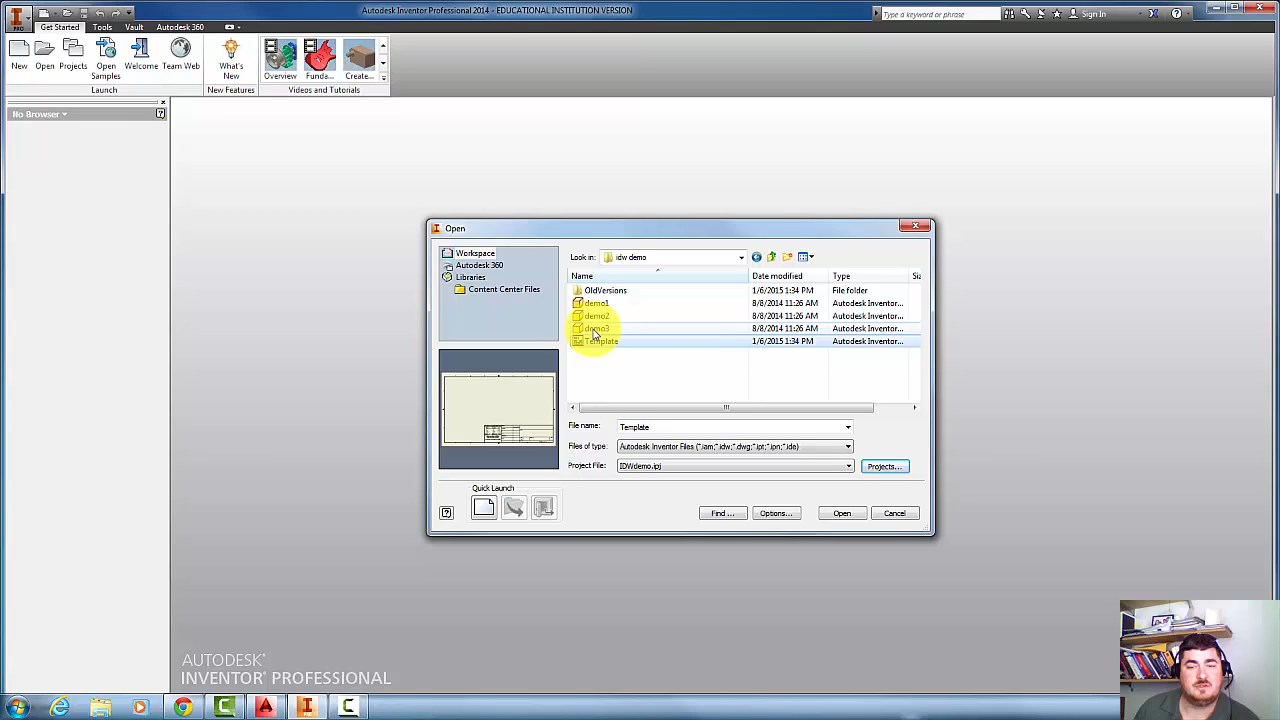 Autodesk Inventor Professional 2014 - EDUCATIONAL INSTITUTION VERSION
Type a keyword or phrase
Sign In
PRO
Get Started Tools Vault Autodesk 360
New Open Projects Open Samples Welcome Team Web What's New Overview Funda... Create...
Launch New Features Videos and Tutorials
No Browser
Open
Workspace
Autodesk 360
Libraries
Content Center Files
Look in: idw demo
Name Date modified Type Siz
OldVersions 1/6/2015 1:34 PM File folder
demo1 8/8/2014 11:26 AM Autodesk Inventor...
demo2 8/8/2014 11:26 AM Autodesk Inventor...
demo3 8/8/2014 11:26 AM Autodesk Inventor...
Template 1/6/2015 1:34 PM Autodesk Inventor...
File name: Template
Files of type: Autodesk Inventor Files (*.iam;*.idw;*.dwg;*.ipt;*.ipn;*.ide)
Project File: IDWdemo.ipj Projects...
Quick Launch
Find ... Options... Open Cancel
AUTODESK®
INVENTOR® PROFESSIONAL